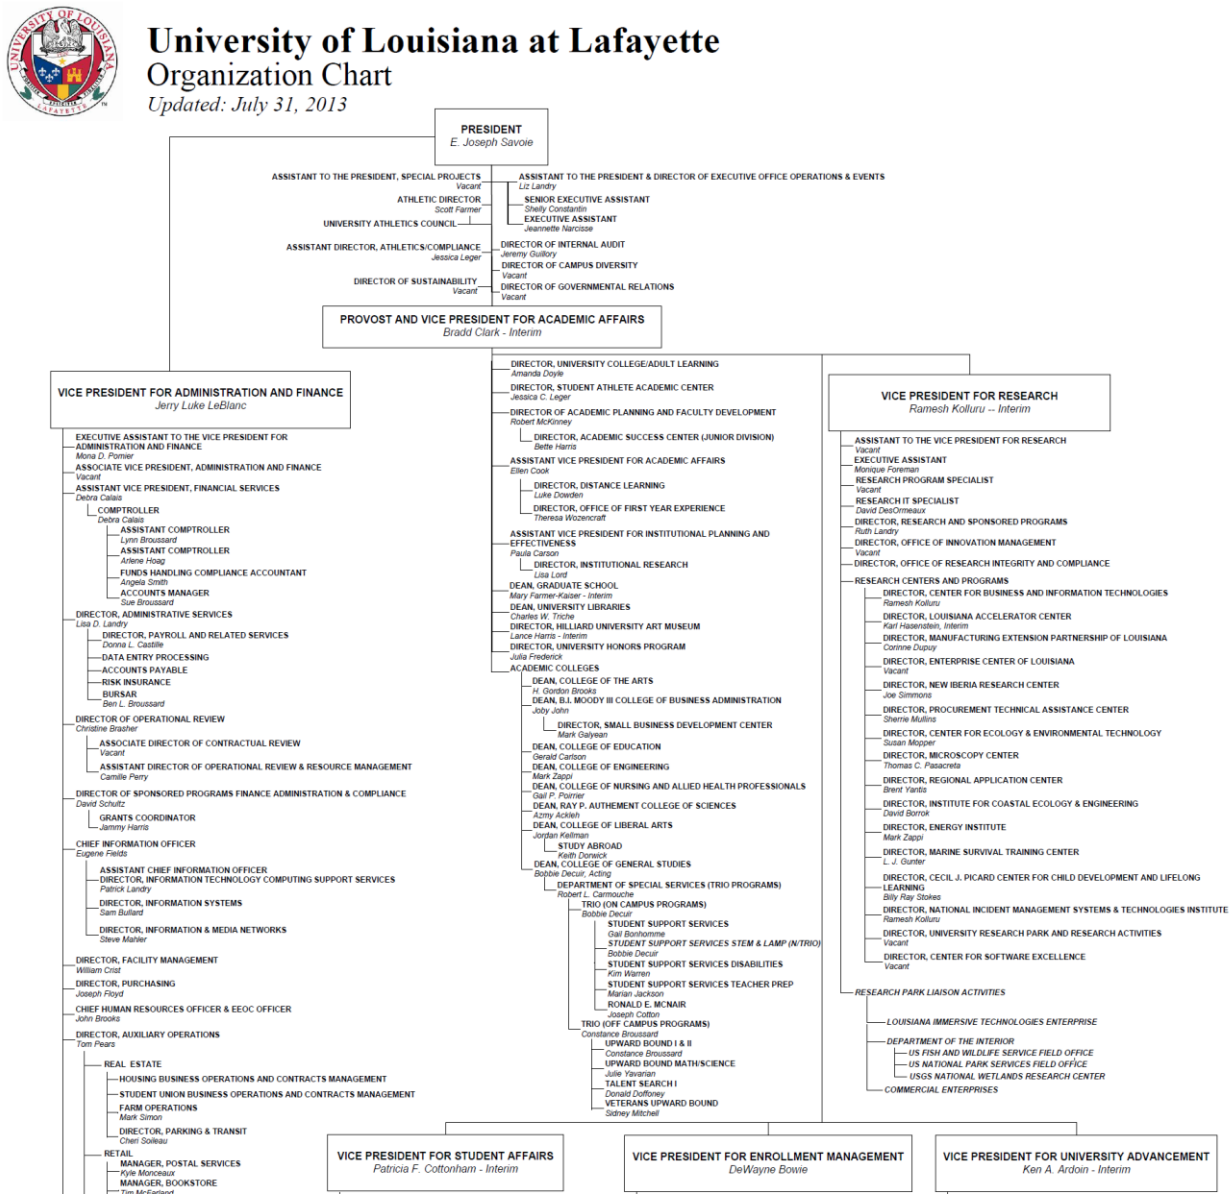 University of Louisiana at Lafayette
Organization Chart
Updated: July 31, 2013
UNIVERSITY OF LOUISIANA
LAFAYETTE
PRESIDENT
E. Joseph Savoie
ASSISTANT TO THE PRESIDENT, SPECIAL PROJECTS
Vacant
ATHLETIC DIRECTOR
Scott Farmer
UNIVERSITY ATHLETICS COUNCIL
ASSISTANT DIRECTOR, ATHLETICS/COMPLIANCE
Jessica Leger
DIRECTOR OF SUSTAINABILITY
Vacant
ASSISTANT TO THE PRESIDENT & DIRECTOR OF EXECUTIVE OFFICE OPERATIONS & EVENTS
Liz Landry
SENIOR EXECUTIVE ASSISTANT
Shelly Constantin
EXECUTIVE ASSISTANT
Jeannette Narcisse
DIRECTOR OF INTERNAL AUDIT
Jeremy Guillory
DIRECTOR OF CAMPUS DIVERSITY
Vacant
DIRECTOR OF GOVERNMENTAL RELATIONS
Vacant
PROVOST AND VICE PRESIDENT FOR ACADEMIC AFFAIRS
Bradd Clark - Interim
VICE PRESIDENT FOR ADMINISTRATION AND FINANCE
Jerry Luke LeBlanc
EXECUTIVE ASSISTANT TO THE VICE PRESIDENT FOR
ADMINISTRATION AND FINANCE
Mona D. Pomier
ASSOCIATE VICE PRESIDENT, ADMINISTRATION AND FINANCE
Vacant
ASSISTANT VICE PRESIDENT, FINANCIAL SERVICES
Debra Calais
COMPTROLLER
Debra Calais
ASSISTANT COMPTROLLER
Lynn Broussard
ASSISTANT COMPTROLLER
Arlene Hoag
FUNDS HANDLING COMPLIANCE ACCOUNTANT
Angela Smith
ACCOUNTS MANAGER
Sue Broussard
DIRECTOR, ADMINISTRATIVE SERVICES
Lisa D. Landry
DIRECTOR, PAYROLL AND RELATED SERVICES
Donna L. Castille
DATA ENTRY PROCESSING
ACCOUNTS PAYABLE
RISK INSURANCE
BURSAR
Ben L. Broussard
DIRECTOR OF OPERATIONAL REVIEW
Christine Brasher
ASSOCIATE DIRECTOR OF CONTRACTUAL REVIEW
Vacant
ASSISTANT DIRECTOR OF OPERATIONAL REVIEW & RESOURCE MANAGEMENT
Camille Perry
DIRECTOR OF SPONSORED PROGRAMS FINANCE ADMINISTRATION & COMPLIANCE
David Schultz
GRANTS COORDINATOR
Jammy Harris
CHIEF INFORMATION OFFICER
Eugene Fields
ASSISTANT CHIEF INFORMATION OFFICER
DIRECTOR, INFORMATION TECHNOLOGY COMPUTING SUPPORT SERVICES
Patrick Landry
DIRECTOR, INFORMATION SYSTEMS
Sam Bullard
DIRECTOR, INFORMATION & MEDIA NETWORKS
Steve Mahler
DIRECTOR, FACILITY MANAGEMENT
William Crist
DIRECTOR, PURCHASING
Joseph Floyd
CHIEF HUMAN RESOURCES OFFICER & EEOC OFFICER
John Brooks
DIRECTOR, AUXILIARY OPERATIONS
Tom Pears
REAL ESTATE
HOUSING BUSINESS OPERATIONS AND CONTRACTS MANAGEMENT
STUDENT UNION BUSINESS OPERATIONS AND CONTRACTS MANAGEMENT
FARM OPERATIONS
Mark Simon
DIRECTOR, PARKING & TRANSIT
Cheri Soileau
RETAIL
MANAGER, POSTAL SERVICES
Kyle Monceaux
MANAGER, BOOKSTORE
Tim McFarland
DIRECTOR, UNIVERSITY COLLEGE/ADULT LEARNING
Amanda Doyle
DIRECTOR, STUDENT ATHLETE ACADEMIC CENTER
Jessica C. Leger
DIRECTOR OF ACADEMIC PLANNING AND FACULTY DEVELOPMENT
Robert McKinney
DIRECTOR, ACADEMIC SUCCESS CENTER (JUNIOR DIVISION)
Bette Harris
ASSISTANT VICE PRESIDENT FOR ACADEMIC AFFAIRS
Ellen Cook
DIRECTOR, DISTANCE LEARNING
Luke Dowden
DIRECTOR, OFFICE OF FIRST YEAR EXPERIENCE
Theresa Wozencraft
ASSISTANT VICE PRESIDENT FOR INSTITUTIONAL PLANNING AND
EFFECTIVENESS
Paula Carson
DIRECTOR, INSTITUTIONAL RESEARCH
Lisa Lord
DEAN, GRADUATE SCHOOL
Mary Farmer-Kaiser - Interim
DEAN, UNIVERSITY LIBRARIES
Charles W. Triche
DIRECTOR, HILLIARD UNIVERSITY ART MUSEUM
Lance Harris - Interim
DIRECTOR, UNIVERSITY HONORS PROGRAM
Julia Frederick
ACADEMIC COLLEGES
DEAN, COLLEGE OF THE ARTS
H. Gordon Brooks
DEAN, B.I. MOODY III COLLEGE OF BUSINESS ADMINISTRATION
Joby John
DIRECTOR, SMALL BUSINESS DEVELOPMENT CENTER
Mark Galyean
DEAN, COLLEGE OF EDUCATION
Gerald Carlson
DEAN, COLLEGE OF ENGINEERING
Mark Zappi
DEAN, COLLEGE OF NURSING AND ALLIED HEALTH PROFESSIONALS
Gail P. Poirrier
DEAN, RAY P. AUTHEMENT COLLEGE OF SCIENCES
Azmy Ackleh
DEAN, COLLEGE OF LIBERAL ARTS
Jordan Kellman
STUDY ABROAD
Keith Dorwick
DEAN, COLLEGE OF GENERAL STUDIES
Bobbie Decuir, Acting
DEPARTMENT OF SPECIAL SERVICES (TRIO PROGRAMS)
Robert L. Carmouche
TRIO (ON CAMPUS PROGRAMS)
Bobbie Decuir
STUDENT SUPPORT SERVICES
Gail Bonhomme
STUDENT SUPPORT SERVICES STEM & LAMP (N/TRIO)
Bobbie Decuir
STUDENT SUPPORT SERVICES DISABILITIES
Kim Warren
STUDENT SUPPORT SERVICES TEACHER PREP
Marian Jackson
RONALD E. MCNAIR
Joseph Cotton
TRIO (OFF CAMPUS PROGRAMS)
Constance Broussard
UPWARD BOUND I & II
Constance Broussard
UPWARD BOUND MATH/SCIENCE
Julie Yavarian
TALENT SEARCH I
Donald Doffoney
VETERANS UPWARD BOUND
Sidney Mitchell
VICE PRESIDENT FOR RESEARCH
Ramesh Kolluru -- Interim
ASSISTANT TO THE VICE PRESIDENT FOR RESEARCH
Vacant
EXECUTIVE ASSISTANT
Monique Foreman
RESEARCH PROGRAM SPECIALIST
Vacant
RESEARCH IT SPECIALIST
David DesOrmeaux
DIRECTOR, RESEARCH AND SPONSORED PROGRAMS
Ruth Landry
DIRECTOR, OFFICE OF INNOVATION MANAGEMENT
Vacant
DIRECTOR, OFFICE OF RESEARCH INTEGRITY AND COMPLIANCE
RESEARCH CENTERS AND PROGRAMS
DIRECTOR, CENTER FOR BUSINESS AND INFORMATION TECHNOLOGIES
Ramesh Kolluru
DIRECTOR, LOUISIANA ACCELERATOR CENTER
Karl Hasenstein, Interim
DIRECTOR, MANUFACTURING EXTENSION PARTNERSHIP OF LOUISIANA
Corinne Dupuy
DIRECTOR, ENTERPRISE CENTER OF LOUISIANA
Vacant
DIRECTOR, NEW IBERIA RESEARCH CENTER
Joe Simmons
DIRECTOR, PROCUREMENT TECHNICAL ASSISTANCE CENTER
Sherrie Mullins
DIRECTOR, CENTER FOR ECOLOGY & ENVIRONMENTAL TECHNOLOGY
Susan Mopper
DIRECTOR, MICROSCOPY CENTER
Thomas C. Pasacreta
DIRECTOR, REGIONAL APPLICATION CENTER
Brent Yantis
DIRECTOR, INSTITUTE FOR COASTAL ECOLOGY & ENGINEERING
David Borrok
DIRECTOR, ENERGY INSTITUTE
Mark Zappi
DIRECTOR, MARINE SURVIVAL TRAINING CENTER
L. J. Gunter
DIRECTOR, CECIL J. PICARD CENTER FOR CHILD DEVELOPMENT AND LIFELONG
LEARNING
Billy Ray Stokes
DIRECTOR, NATIONAL INCIDENT MANAGEMENT SYSTEMS & TECHNOLOGIES INSTITUTE
Ramesh Kolluru
DIRECTOR, UNIVERSITY RESEARCH PARK AND RESEARCH ACTIVITIES
Vacant
DIRECTOR, CENTER FOR SOFTWARE EXCELLENCE
Vacant
RESEARCH PARK LIAISON ACTIVITIES
LOUISIANA IMMERSIVE TECHNOLOGIES ENTERPRISE
DEPARTMENT OF THE INTERIOR
US FISH AND WILDLIFE SERVICE FIELD OFFICE
US NATIONAL PARK SERVICES FIELD OFFICE
USGS NATIONAL WETLANDS RESEARCH CENTER
COMMERCIAL ENTERPRISES
VICE PRESIDENT FOR STUDENT AFFAIRS
Patricia F. Cottonham - Interim
VICE PRESIDENT FOR ENROLLMENT MANAGEMENT
DeWayne Bowie
VICE PRESIDENT FOR UNIVERSITY ADVANCEMENT
Ken A. Ardoin - Interim